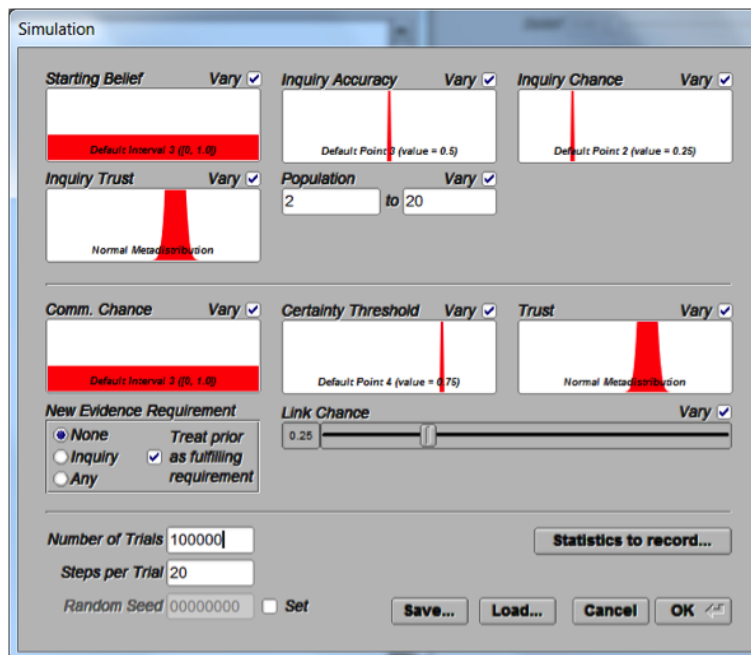 Simulation
Starting Belief Vary Inquiry Accuracy Vary Inquiry Chance Vary
Default Interval 3 ([0, 1.0]) Default Point 3 (value = 0.5) Default Point 2 (value = 0.25)
Inquiry Trust Vary Population Vary
2 to 20
Normal Metadistribution
Comm. Chance Vary Certainty Threshold Vary Trust Vary
Default Interval 3 ([0, 1.0]) Default Point 4 (value = 0.75) Normal Metadistribution
New Evidence Requirement Link Chance Vary
None Treat prior 0.25
Inquiry as fulfilling
Any requirement
Number of Trials 100000 Statistics to record...
Steps per Trial 20
Random Seed 00000000 Set Save... Load... Cancel OK